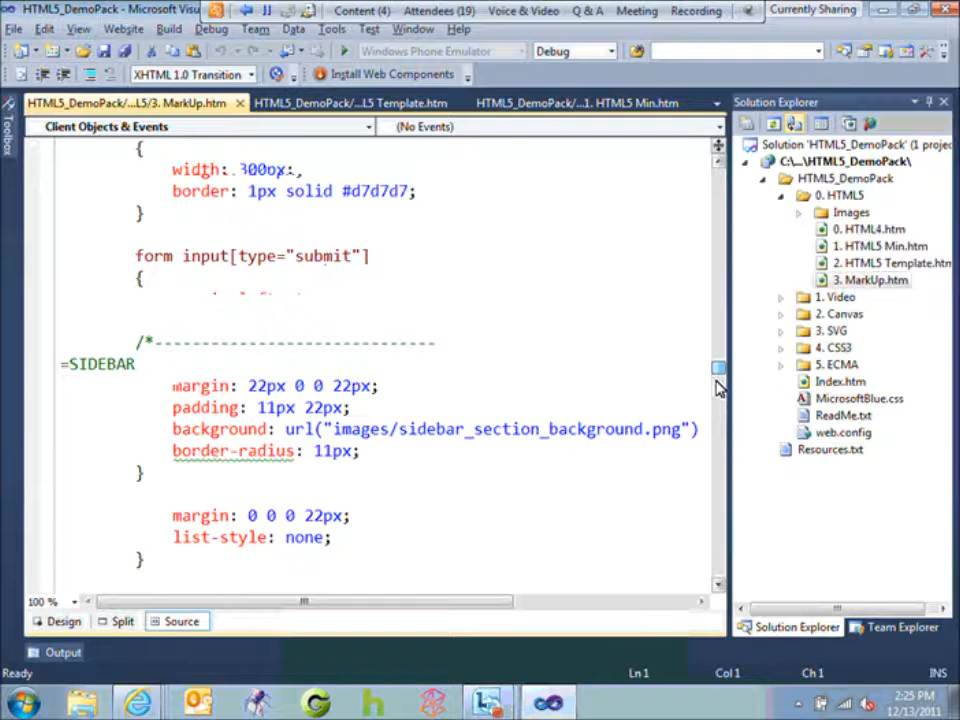 HTML5_DemoPack - Microsoft Visu
Content (4) Attendees (19) Voice & Video Q & A Meeting Recording Currently Sharing
File Edit View Website Build Debug Team Data Tools Test Window Help
Windows Phone Emulator Debug
XHTML 1.0 Transition Install Web Components
HTML5_DemoPack/...L5/3. MarkUp.htm HTML5_DemoPack/...L5 Template.htm HTML5_DemoPack/...1. HTML5 Min.htm
Client Objects & Events (No Events)
Toolbox
{
width: 300px;
border: 1px solid #d7d7d7;
}
form input[type="submit"]
{
/*------------------------------
=SIDEBAR
margin: 22px 0 0 22px;
padding: 11px 22px;
background: url("images/sidebar_section_background.png")
border-radius: 11px;
}
margin: 0 0 0 22px;
list-style: none;
}
100 %
Design Split Source
Output
Ready Ln 1 Col 1 Ch 1 INS
Solution Explorer
Solution 'HTML5_DemoPack' (1 projec
C:\...\HTML5_DemoPack\
HTML5_DemoPack
0. HTML5
Images
0. HTML4.htm
1. HTML5 Min.htm
2. HTML5 Template.htm
3. MarkUp.htm
1. Video
2. Canvas
3. SVG
4. CSS3
5. ECMA
Index.htm
MicrosoftBlue.css
ReadMe.txt
web.config
Resources.txt
Solution Explorer Team Explorer
2:25 PM
12/13/2011